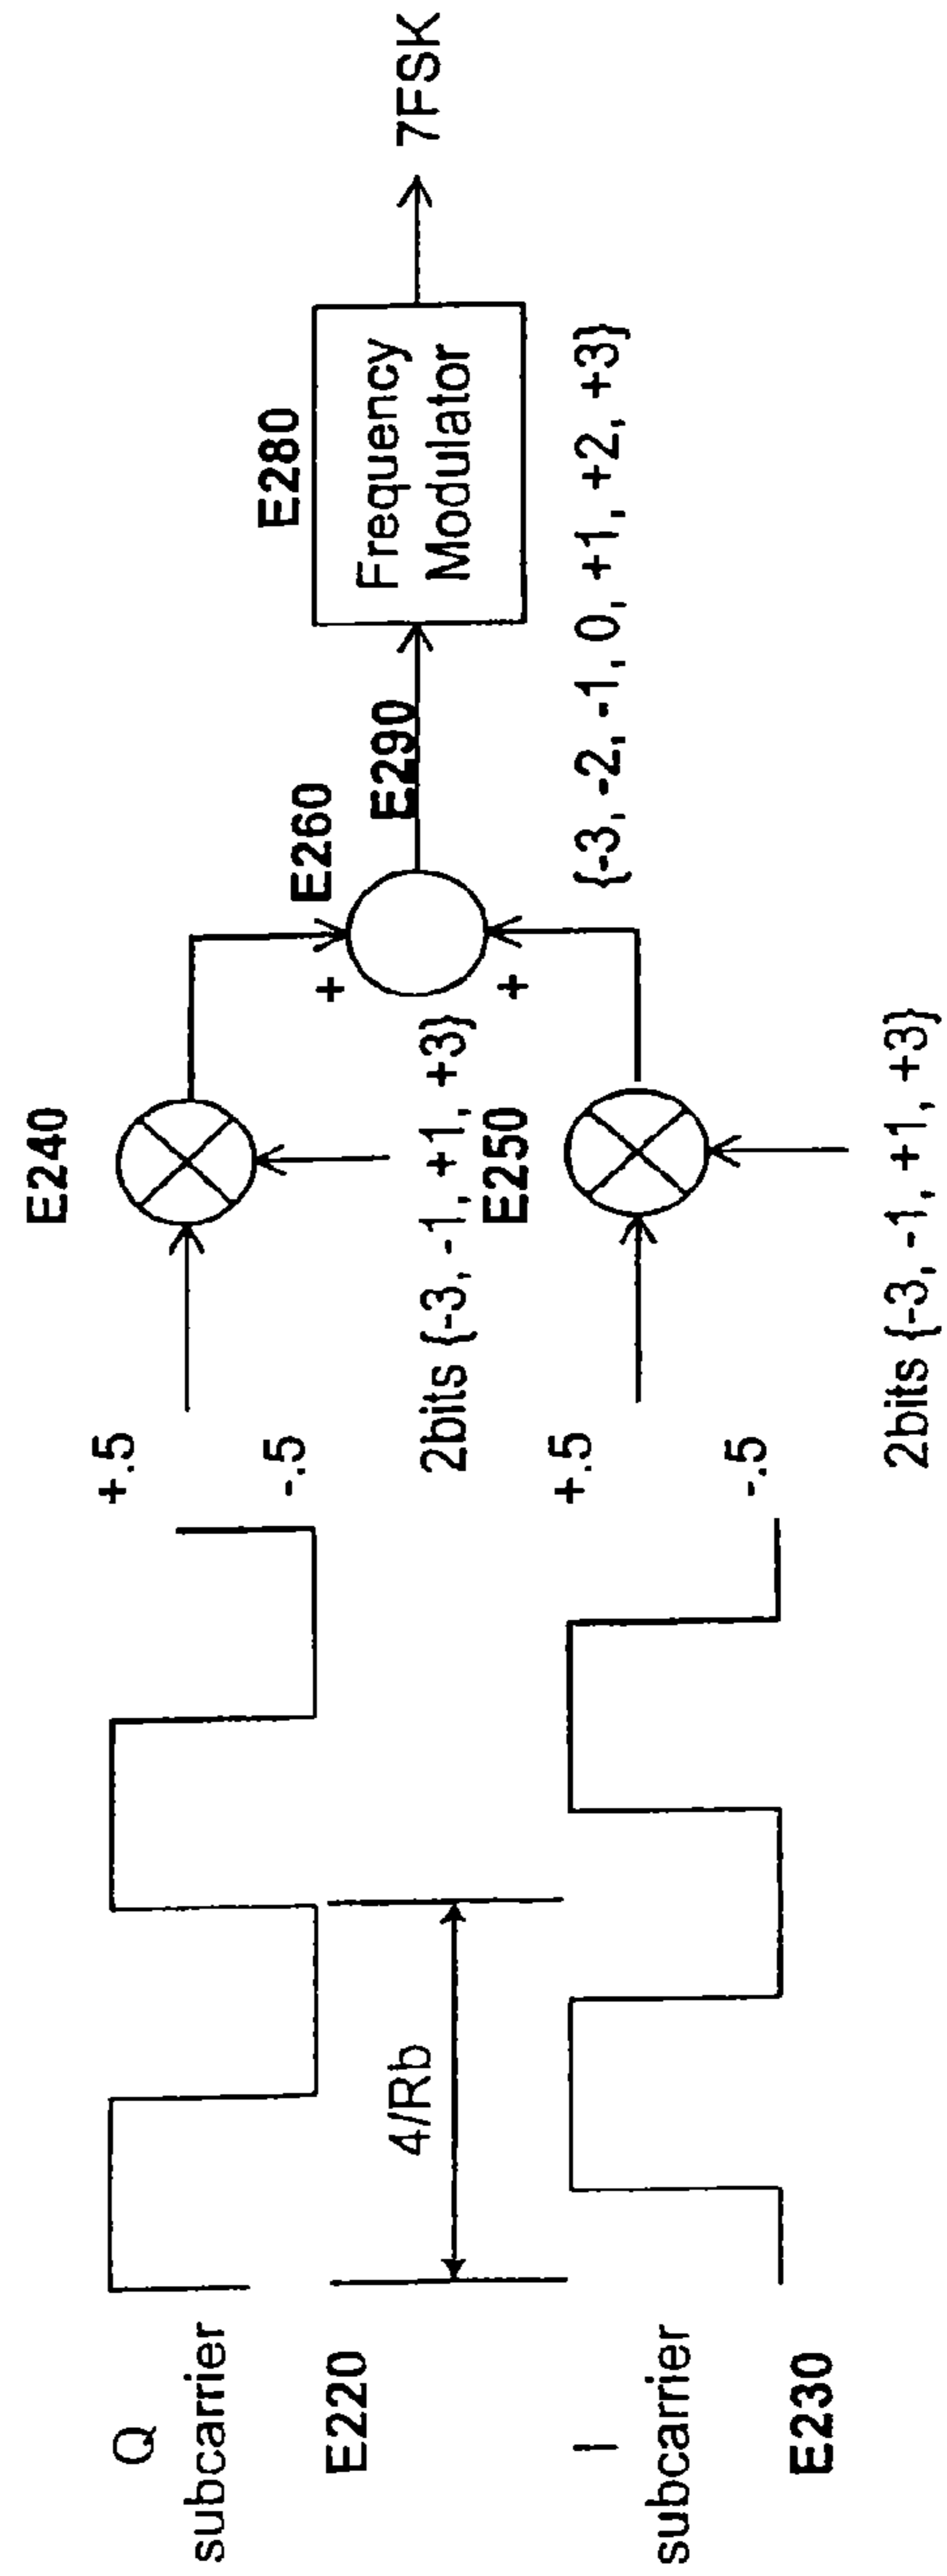 Q
subcarrier
E220
4/Rb
+.5
-.5
E240
2bits {-3, -1, +1, +3}
I
subcarrier
E230
+.5
-.5
E250
2bits {-3, -1, +1, +3}
+
+
E260
E290
{-3, -2, -1, 0, +1, +2, +3}
E280
Frequency
Modulator
7FSK